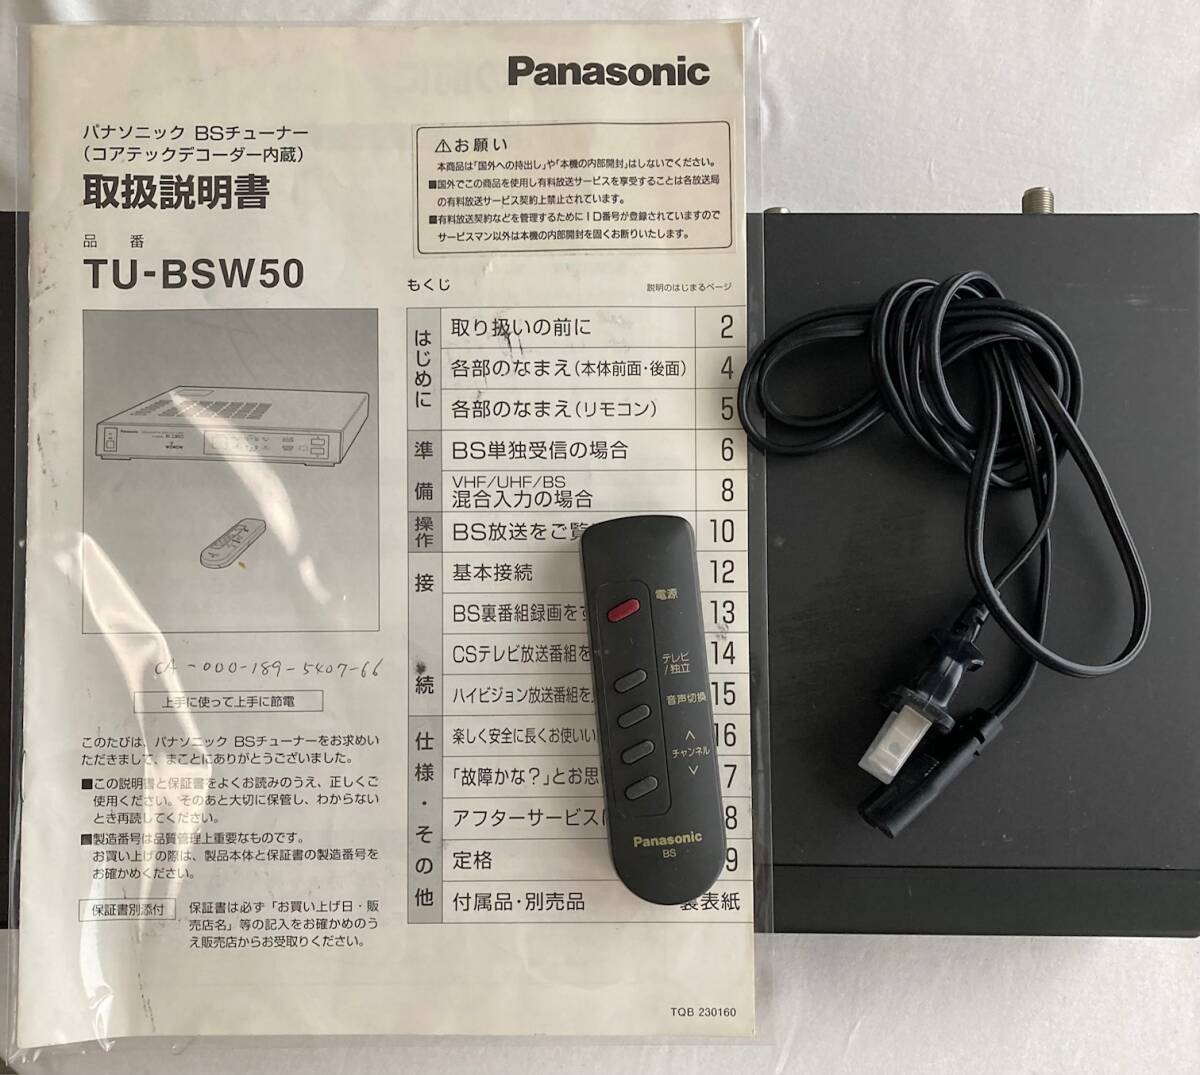 Panasonic
パナソニック BSチューナー
(コアテックデコーダー内蔵)
取扱説明書
品番
TU-BSW50
Panasonic
WOWOW
CA-000-189-5407-66
上手に使って上手に節電
このたびは、パナソニック BSチューナーをお求めい
ただきまして、まことにありがとうございました。
■この説明書と保証書をよくお読みのうえ、正しくご
使用ください。そのあと大切に保管し、わからない
とき再読してください。
■製造番号は品質管理上重要なものです。
お買い上げの際は、製品本体と保証書の製造番号を
お確かめください。
保証書別添付
保証書は必ず「お買い上げ日・販
売店名」等の記入をお確かめのう
え販売店からお受取りください。
⚠お願い
本商品は「国外への持出し」や「本機の内部開封」はしないでください。
■国外でこの商品を使用し有料放送サービスを享受することは各放送局
の有料放送サービス契約上禁止されています。
■有料放送契約などを管理するためにID番号が登録されていますので
サービスマン以外は本機の内部開封を固くお断りいたします。
もくじ
説明のはじまるページ
はじめに
取り扱いの前に 2
各部のなまえ(本体前面・後面) 4
各部のなまえ(リモコン) 5
準備
BS単独受信の場合 6
VHF/UHF/BS
混合入力の場合 8
操作
BS放送をご覧 10
接続
基本接続 12
BS裏番組録画をす 13
CSテレビ放送番組を 14
ハイビジョン放送番組を 15
仕様・その他
楽しく安全に長くお使いい 16
「故障かな?」とお思 7
アフターサービスに 8
定格 9
付属品・別売品 裏表紙
TQB 230160
電源
テレビ
/独立
音声切換
チャンネル
Panasonic
BS